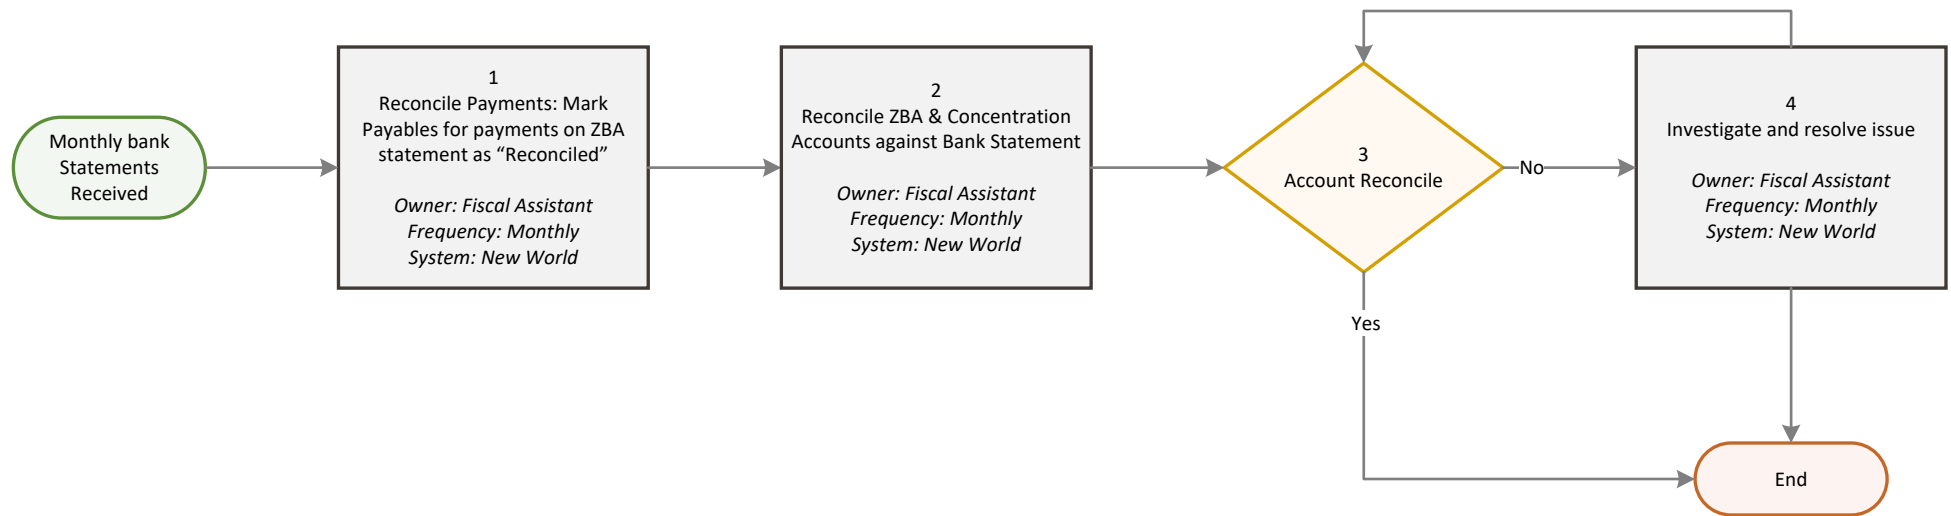 Monthly bank
Statements
Received
1
Reconcile Payments: Mark
Payables for payments on ZBA
statement as “Reconciled”
Owner: Fiscal Assistant
Frequency: Monthly
System: New World
2
Reconcile ZBA & Concentration
Accounts against Bank Statement
Owner: Fiscal Assistant
Frequency: Monthly
System: New World
3
Account Reconcile
No
Yes
4
Investigate and resolve issue
Owner: Fiscal Assistant
Frequency: Monthly
System: New World
End